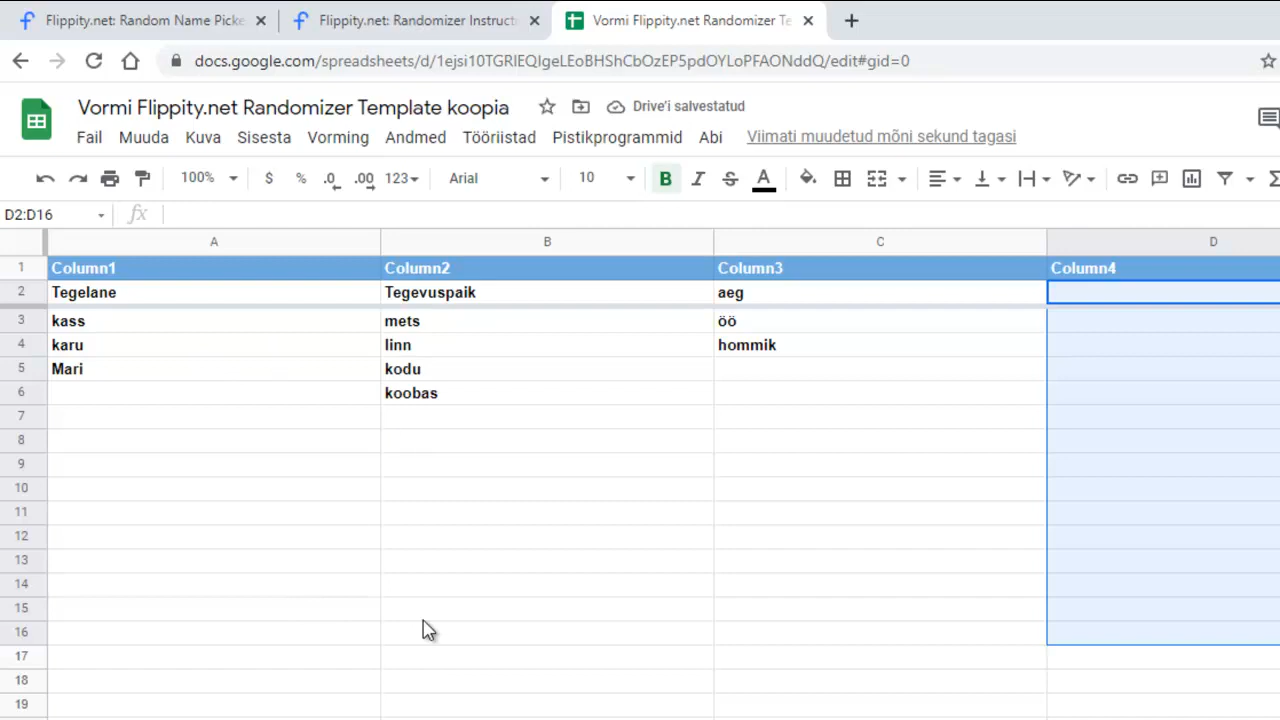 Flippity.net: Random Name Picke
Flippity.net: Randomizer Instruct
Vormi Flippity.net Randomizer Te
docs.google.com/spreadsheets/d/1ejsi10TGRlEQIgeLEoBHShCbOzEP5pdOYLoPFAONddQ/edit#gid=0
Vormi Flippity.net Randomizer Template koopia
Drive'i salvestatud
Fail Muuda Kuva Sisesta Vorming Andmed Tööriistad Pistikprogrammid Abi Viimati muudetud mõni sekund tagasi
100% $ % .0 .00 123 Arial 10 B I S A
D2:D16 fx
A B C D
1 Column1 Column2 Column3 Column4
2 Tegelane Tegevuspaik aeg
3 kass mets öö
4 karu linn hommik
5 Mari kodu
6 koobas
7
8
9
10
11
12
13
14
15
16
17
18
19